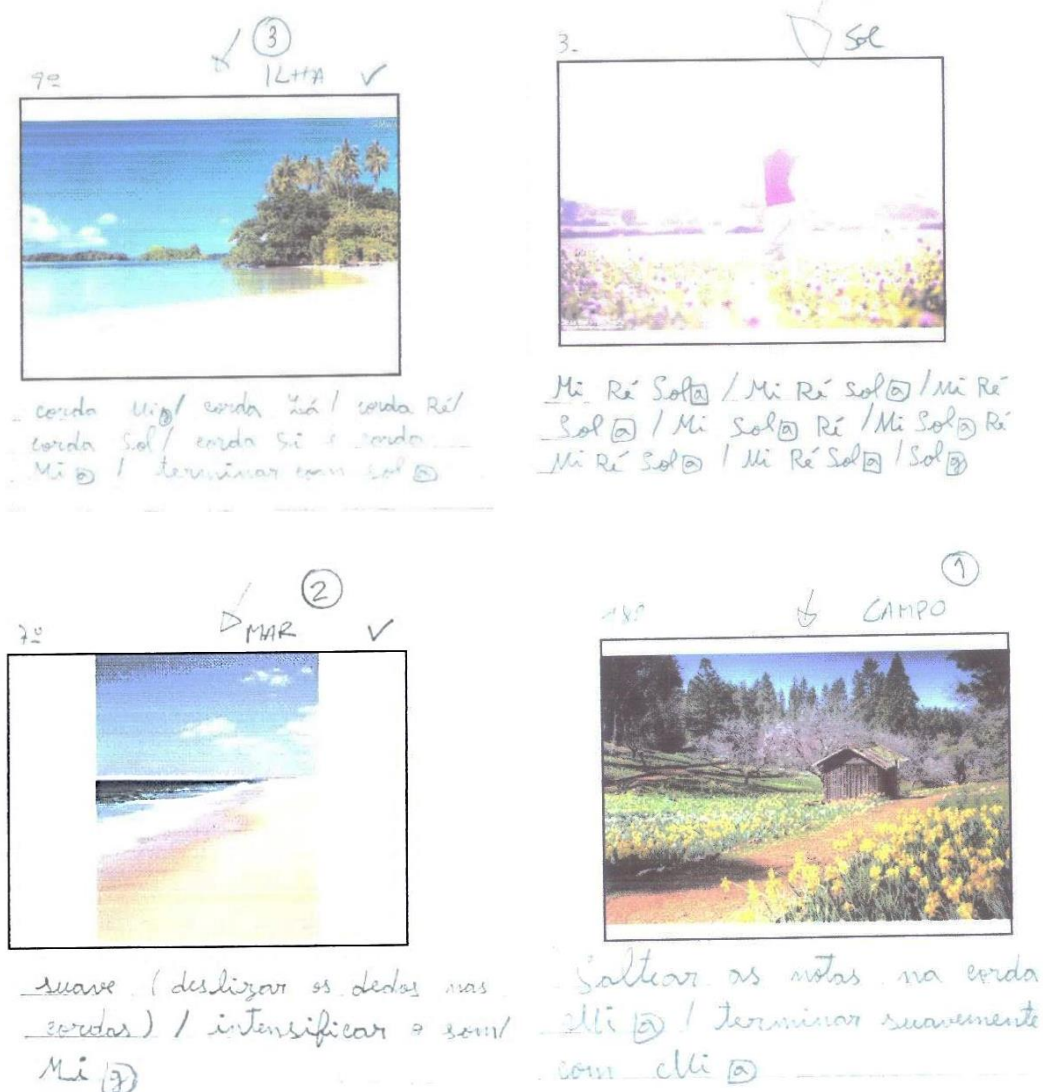 ③
9º ILHA ✓
corda Mi g / corda Lá / corda Ré /
corda Sol / corda Si e corda
Mi a / terminar com sol a
Sol
3-
Mi Ré Sol a / Mi Ré sol a / Mi Ré
Sol a / Mi Sol a Ré / Mi Sol a Ré
Mi Ré Sol a / Mi Ré Sol a / Sol g
②
7º MAR ✓
suave (deslizar os dedos nas
cordas) / intensificar o som /
Mi g
①
18º CAMPO
Saltear as notas na corda
Mi a / terminar suavemente
com Mi a